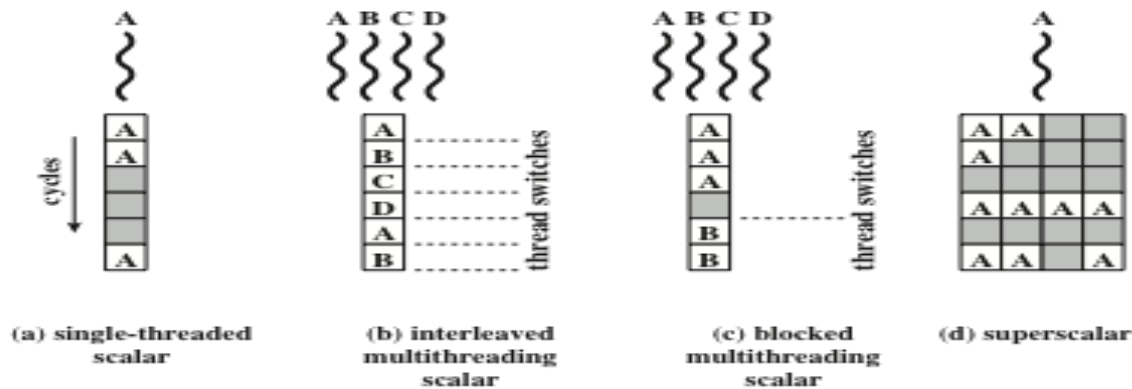 A
A B C D
A B C D
A
cycles
A
A
A
A
B
C
D
A
B
thread switches
A
A
A
B
B
thread switches
A A
A
A A A A
A A A
(a) single-threaded
scalar
(b) interleaved
multithreading
scalar
(c) blocked
multithreading
scalar
(d) superscalar